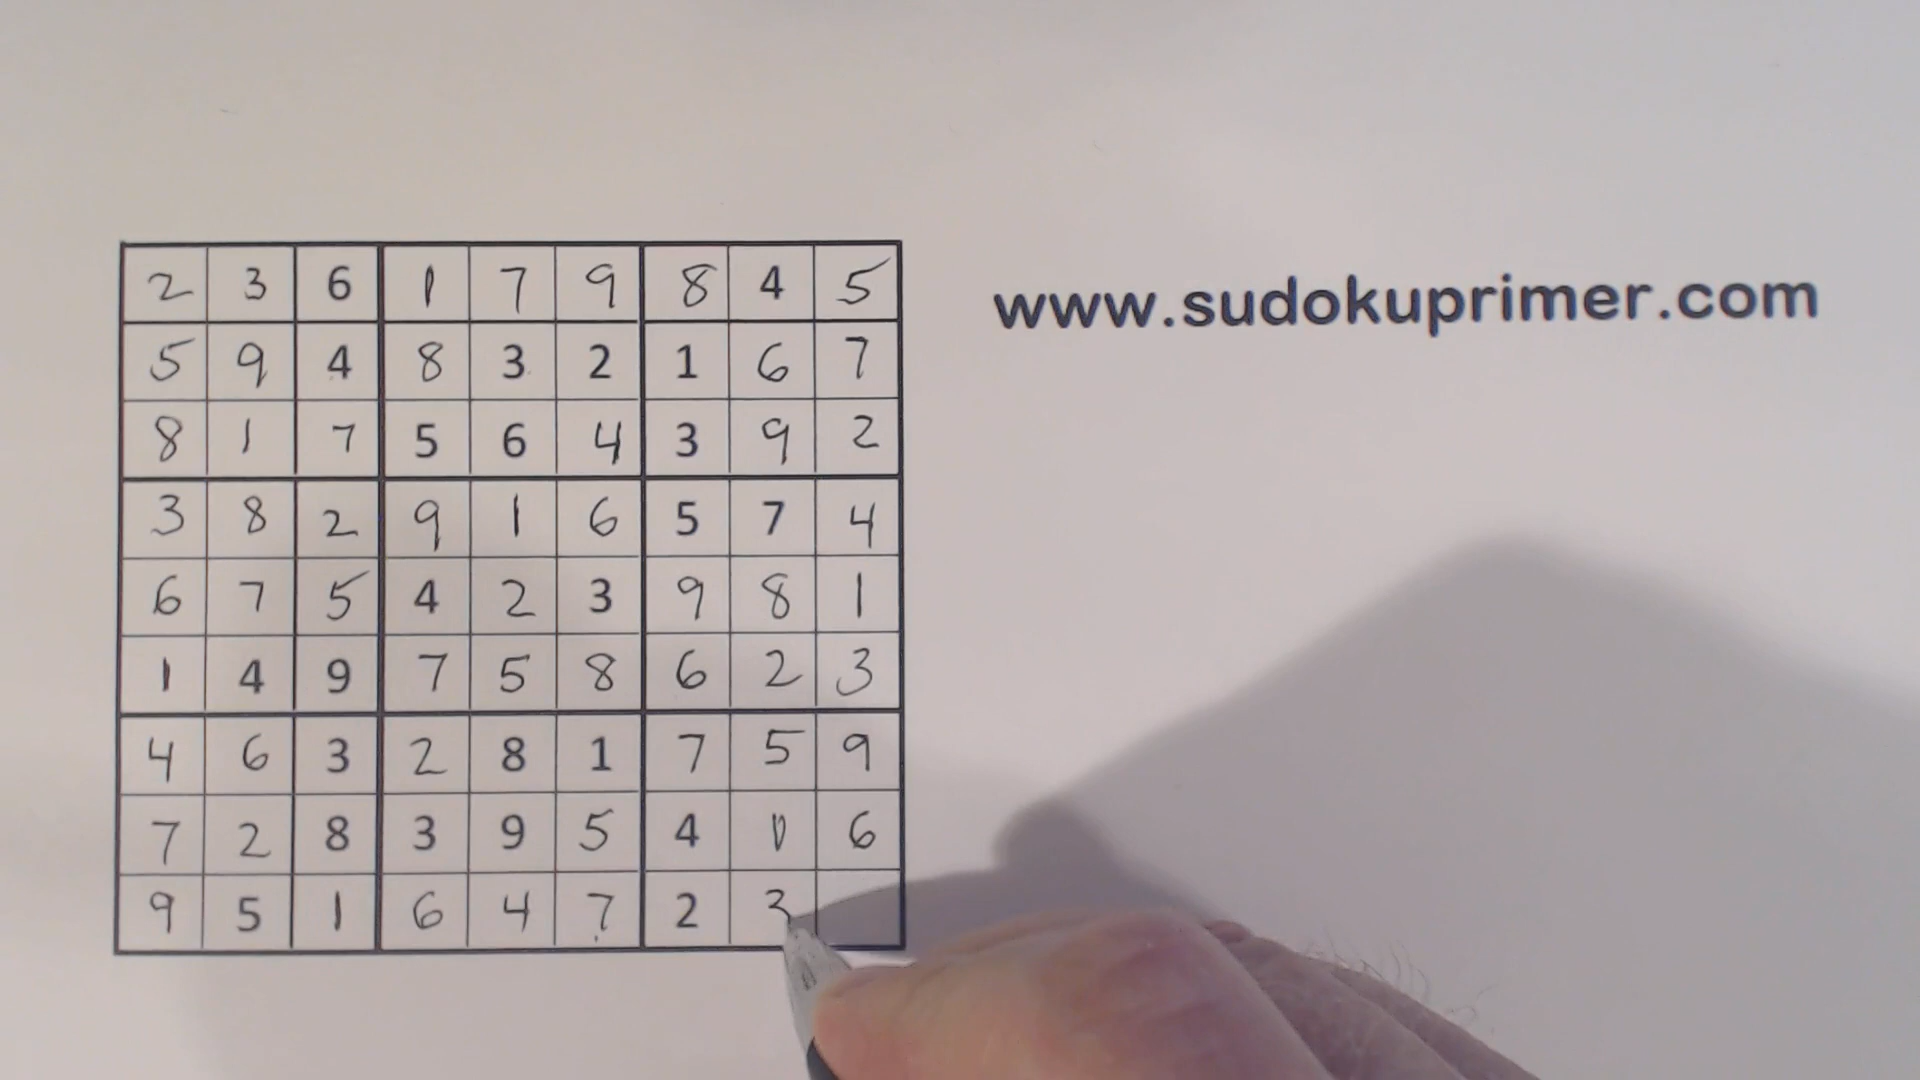 www.sudokuprimer.com
2 3 6 1 7 9 8 4 5
5 9 4 8 3 2 1 6 7
8 1 7 5 6 4 3 9 2
3 8 2 9 1 6 5 7 4
6 7 5 4 2 3 9 8 1
1 4 9 7 5 8 6 2 3
4 6 3 2 8 1 7 5 9
7 2 8 3 9 5 4 1 6
9 5 1 6 4 7 2 3